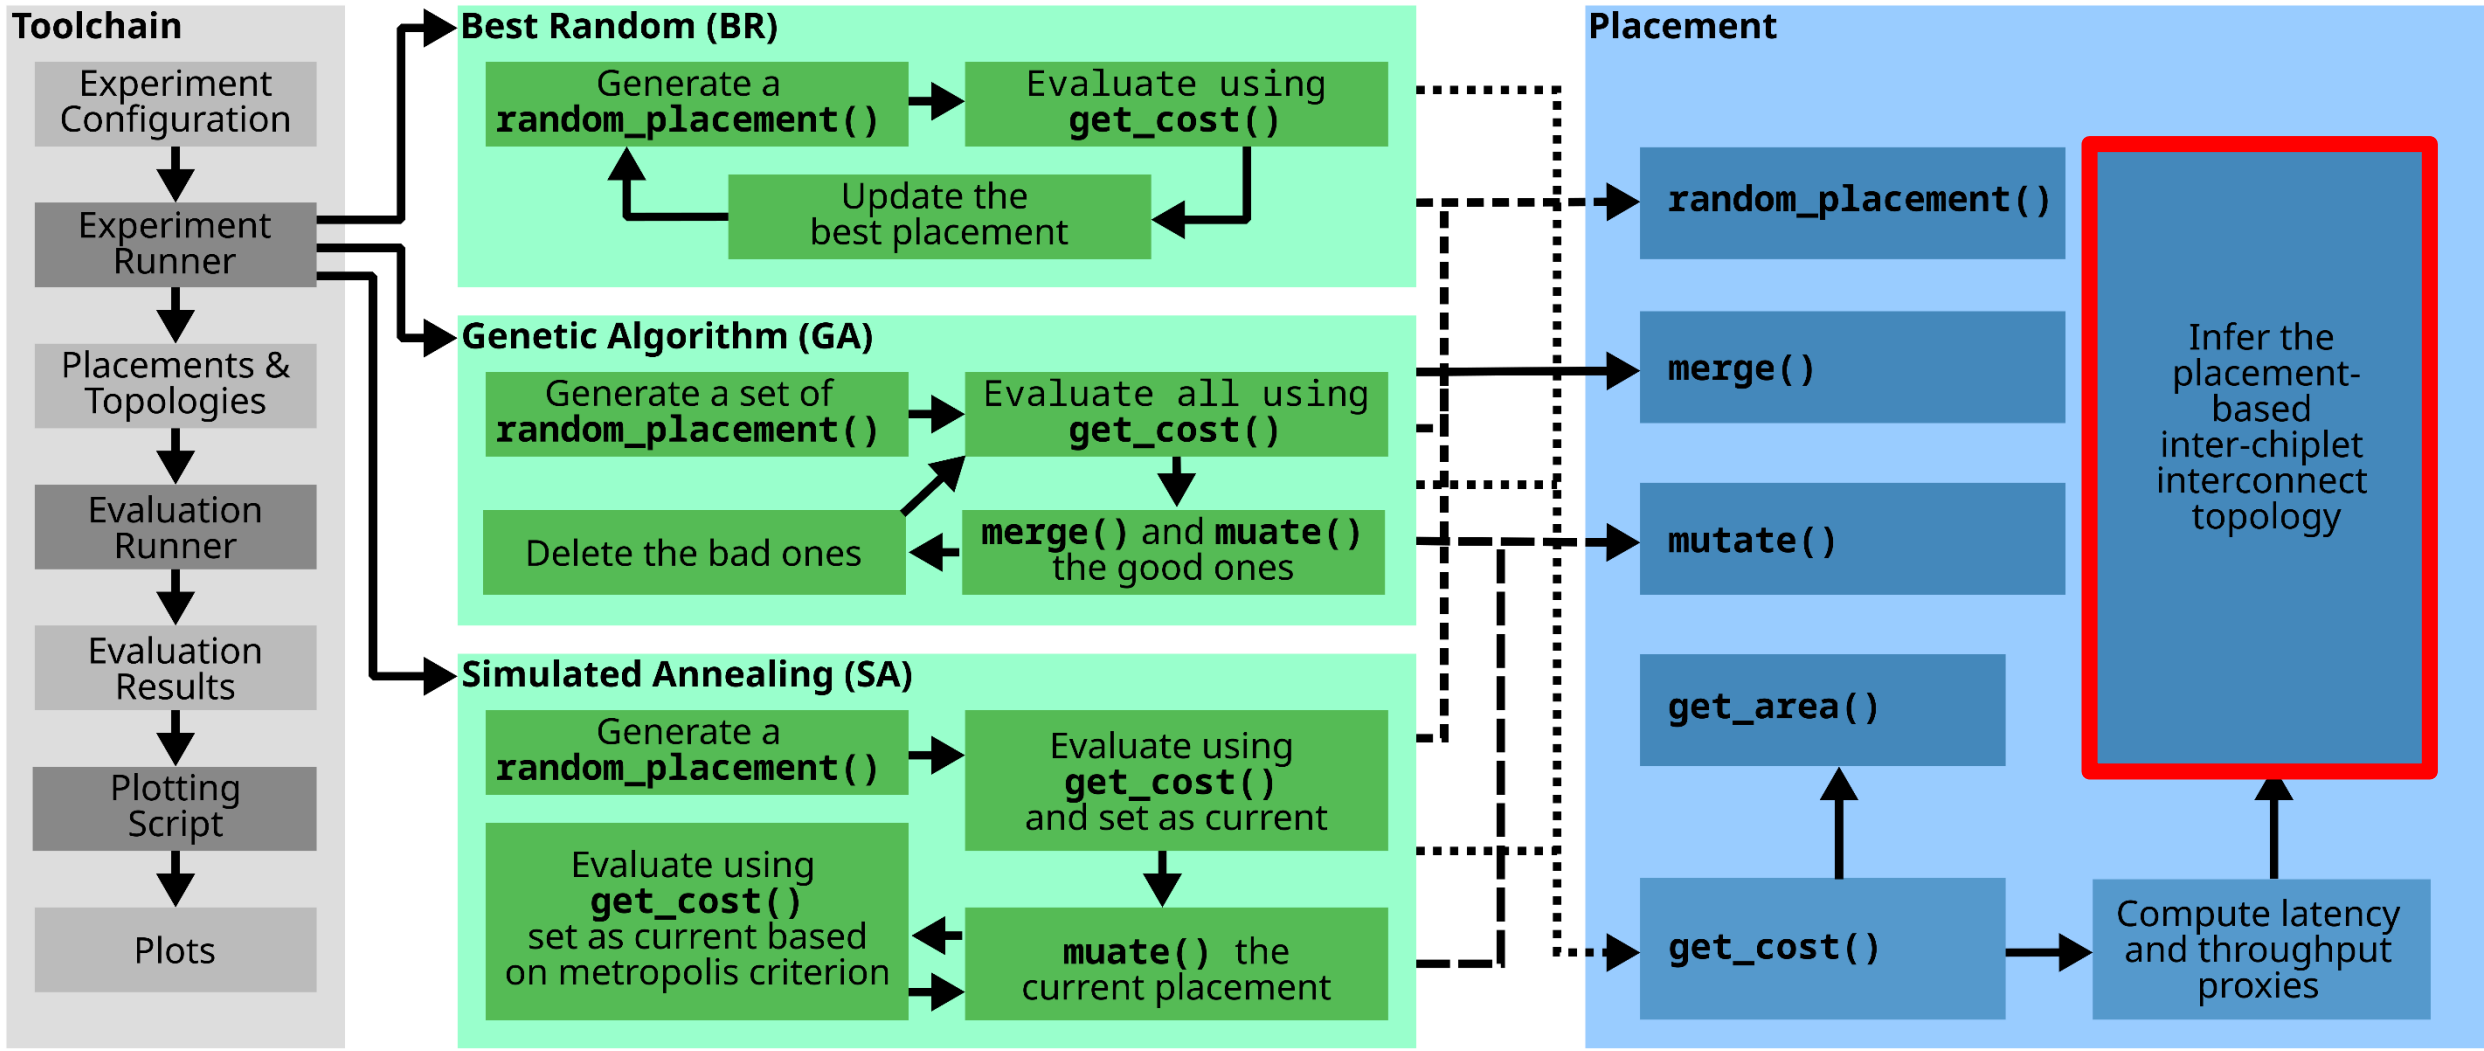 Toolchain
Experiment
Configuration
Experiment
Runner
Placements &
Topologies
Evaluation
Runner
Evaluation
Results
Plotting
Script
Plots
Best Random (BR)
Generate a
random_placement()
Evaluate using
get_cost()
Update the
best placement
Genetic Algorithm (GA)
Generate a set of
random_placement()
Evaluate all using
get_cost()
Delete the bad ones
merge() and muate()
the good ones
Simulated Annealing (SA)
Generate a
random_placement()
Evaluate using
get_cost()
and set as current
Evaluate using
get_cost()
set as current based
on metropolis criterion
muate() the
current placement
Placement
random_placement()
merge()
mutate()
get_area()
get_cost()
Infer the
placement-
based
inter-chiplet
interconnect
topology
Compute latency
and throughput
proxies